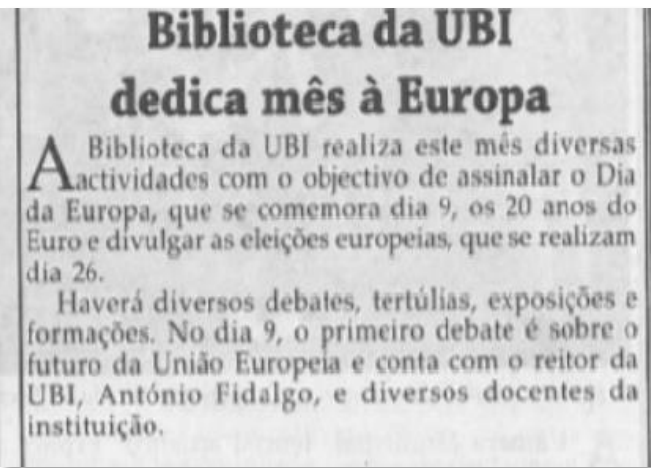 Biblioteca da UBI
dedica mês à Europa
A Biblioteca da UBI realiza este mês diversas
actividades com o objectivo de assinalar o Dia
da Europa, que se comemora dia 9, os 20 anos do
Euro e divulgar as eleições europeias, que se realizam
dia 26.
Haverá diversos debates, tertúlias, exposições e
formações. No dia 9, o primeiro debate é sobre o
futuro da União Europeia e conta com o reitor da
UBI, António Fidalgo, e diversos docentes da
instituição.